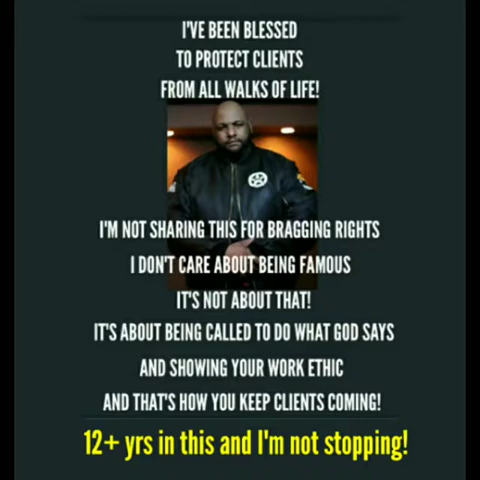 I'VE BEEN BLESSED
TO PROTECT CLIENTS
FROM ALL WALKS OF LIFE!
I'M NOT SHARING THIS FOR BRAGGING RIGHTS
I DON'T CARE ABOUT BEING FAMOUS
IT'S NOT ABOUT THAT!
IT'S ABOUT BEING CALLED TO DO WHAT GOD SAYS
AND SHOWING YOUR WORK ETHIC
AND THAT'S HOW YOU KEEP CLIENTS COMING!
12+ yrs in this and I'm not stopping!